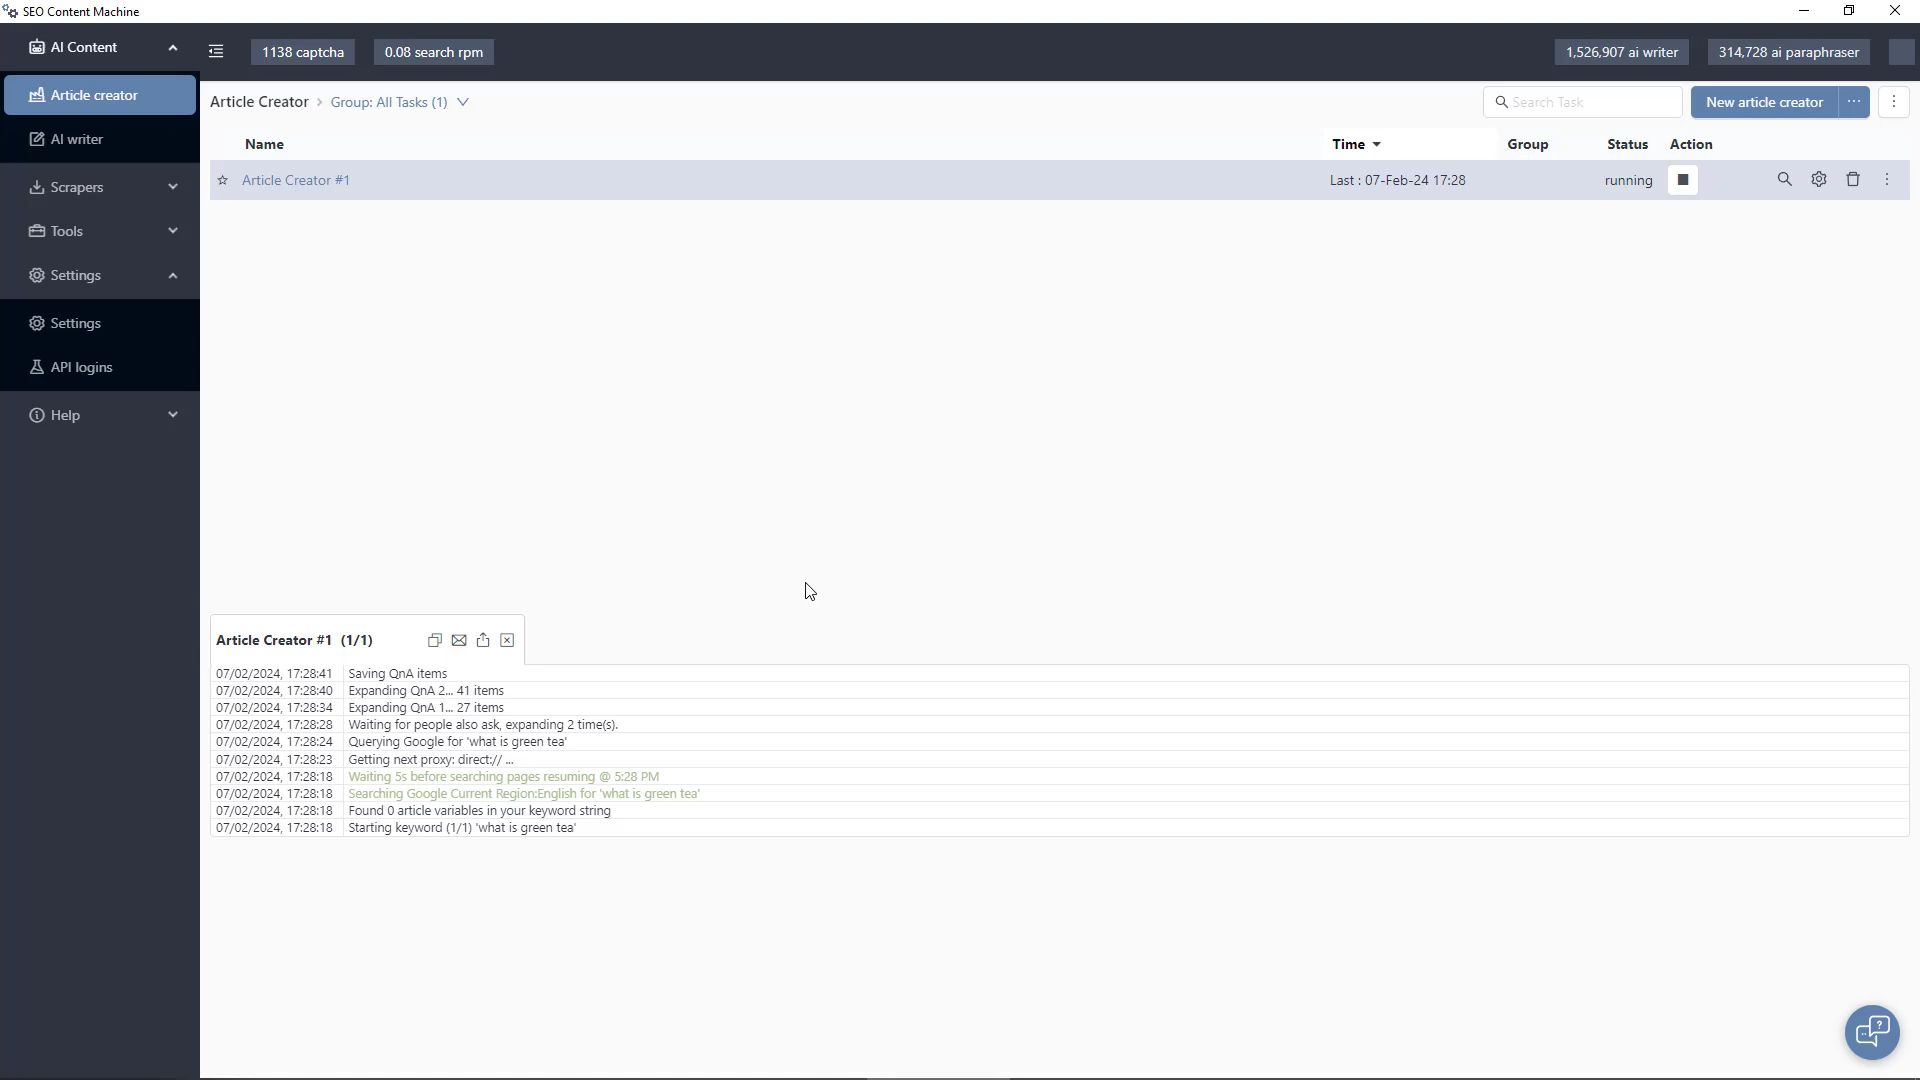 SEO Content Machine
AI Content
1138 captcha
0.08 search rpm
1,526,907 ai writer
314,728 ai paraphraser
Article creator
AI writer
Scrapers
Tools
Settings
Settings
API logins
Help
Article Creator > Group: All Tasks (1)
Search Task
New article creator
Name Time Group Status Action
Article Creator #1 Last : 07-Feb-24 17:28 running
Article Creator #1 (1/1)
07/02/2024, 17:28:41 Saving QnA items
07/02/2024, 17:28:40 Expanding QnA 2... 41 items
07/02/2024, 17:28:34 Expanding QnA 1... 27 items
07/02/2024, 17:28:28 Waiting for people also ask, expanding 2 time(s).
07/02/2024, 17:28:24 Querying Google for 'what is green tea'
07/02/2024, 17:28:23 Getting next proxy: direct:// ...
07/02/2024, 17:28:18 Waiting 5s before searching pages resuming @ 5:28 PM
07/02/2024, 17:28:18 Searching Google Current Region:English for 'what is green tea'
07/02/2024, 17:28:18 Found 0 article variables in your keyword string
07/02/2024, 17:28:18 Starting keyword (1/1) 'what is green tea'